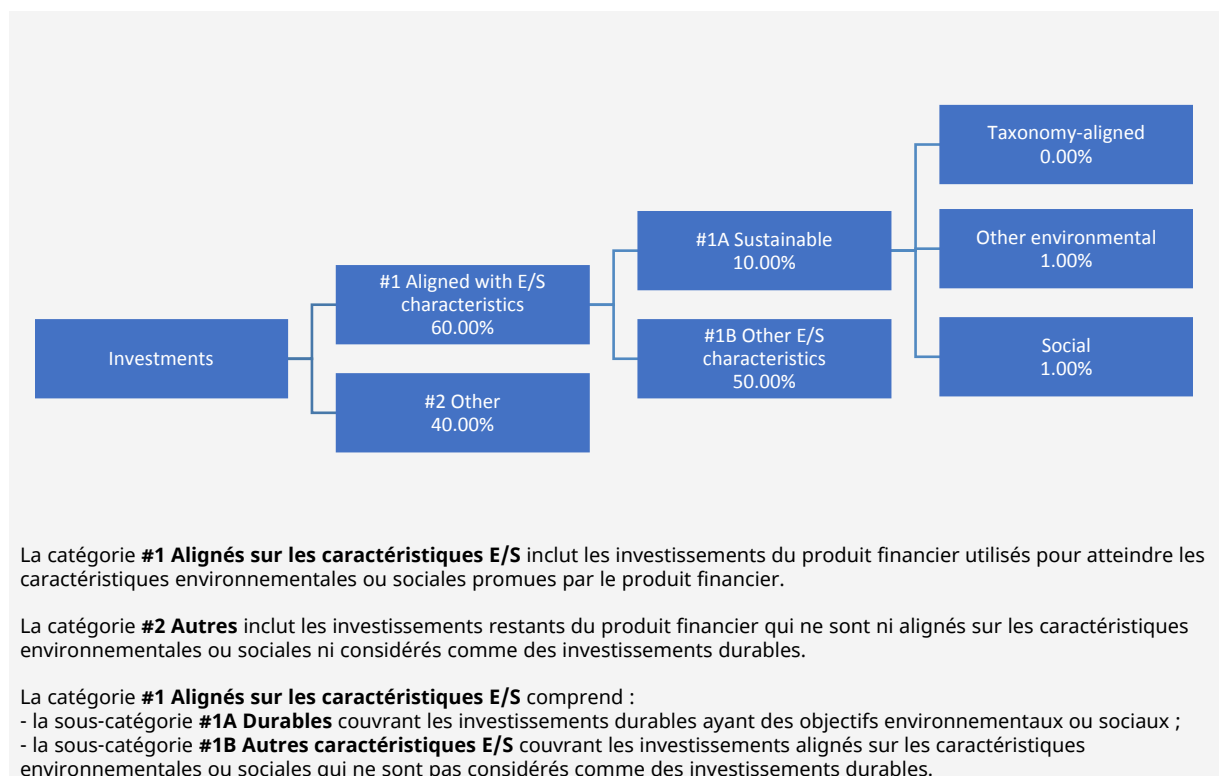 Taxonomy-aligned
0.00%
#1A Sustainable
10.00%
Other environmental
1.00%
#1 Aligned with E/S
characteristics
60.00%
Investments
#1B Other E/S
characteristics
50.00%
Social
1.00%
#2 Other
40.00%
La catégorie #1 Alignés sur les caractéristiques E/S inclut les investissements du produit financier utilisés pour atteindre les
caractéristiques environnementales ou sociales promues par le produit financier.
La catégorie #2 Autres inclut les investissements restants du produit financier qui ne sont ni alignés sur les caractéristiques
environnementales ou sociales ni considérés comme des investissements durables.
La catégorie #1 Alignés sur les caractéristiques E/S comprend :
- la sous-catégorie #1A Durables couvrant les investissements durables ayant des objectifs environnementaux ou sociaux ;
- la sous-catégorie #1B Autres caractéristiques E/S couvrant les investissements alignés sur les caractéristiques
environnementales ou sociales qui ne sont pas considérés comme des investissements durables.